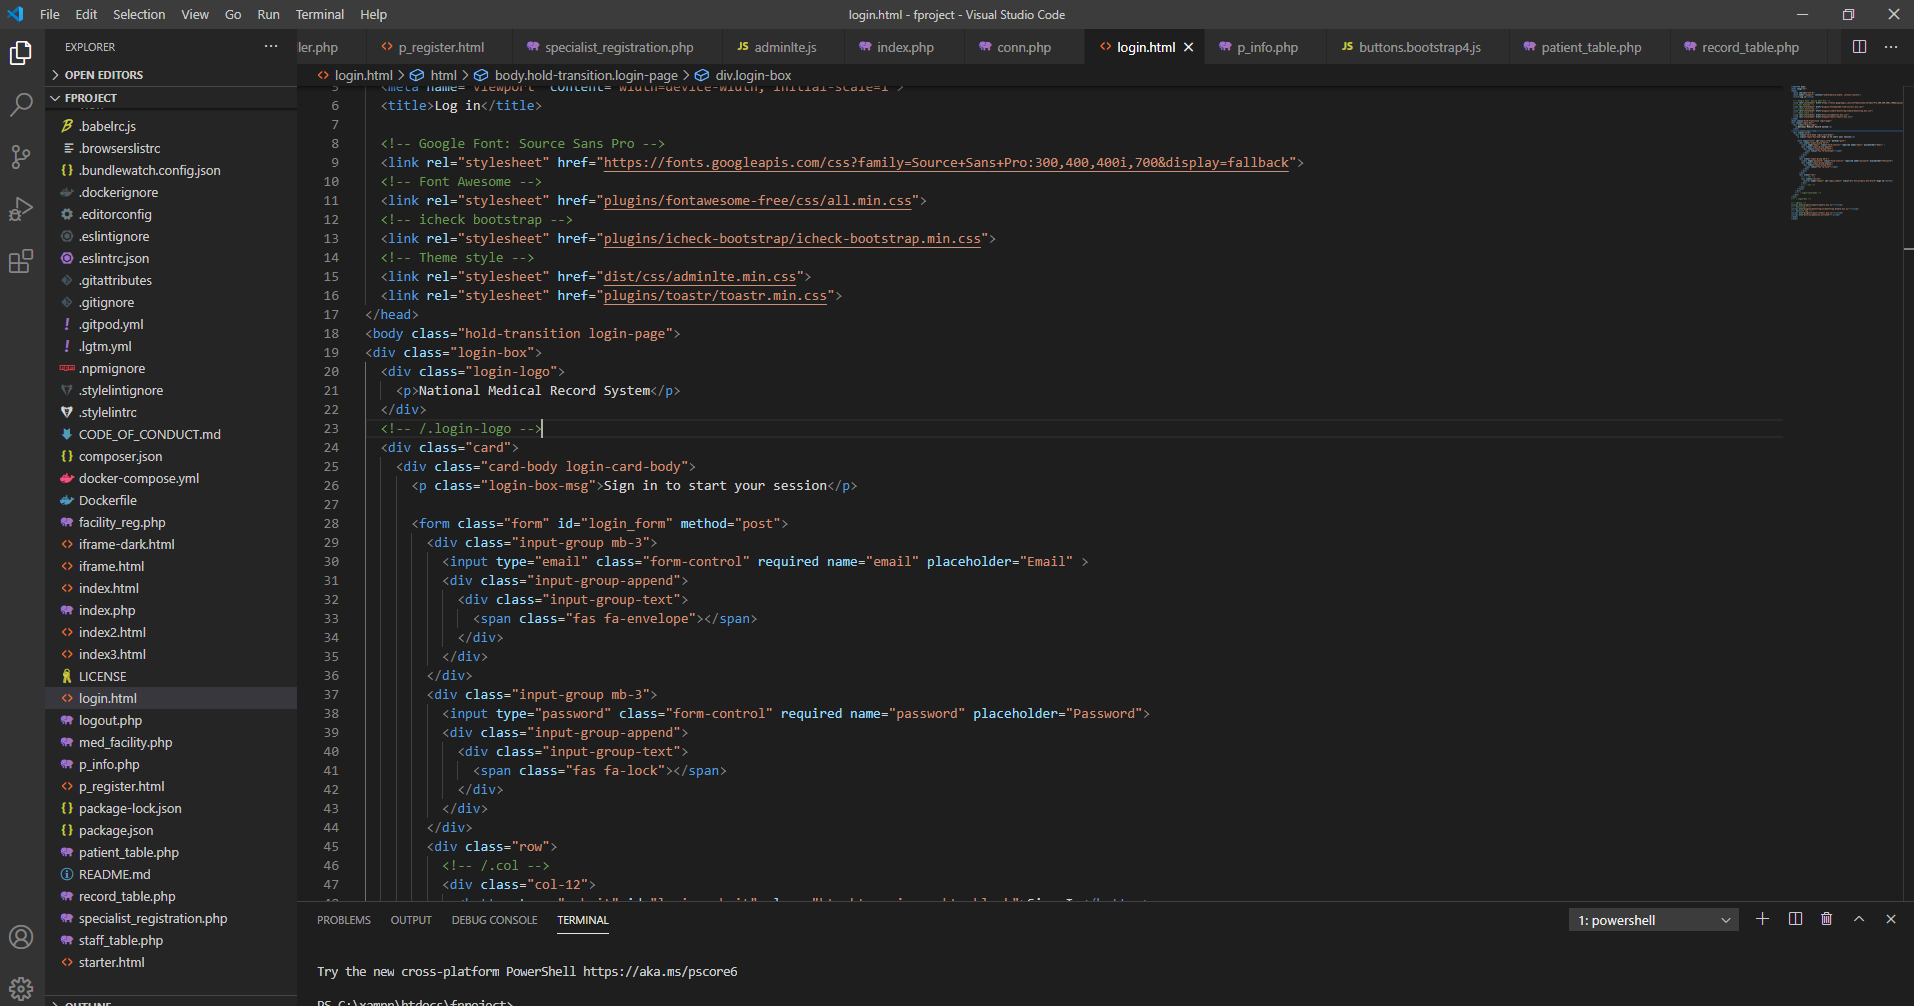 File Edit Selection View Go Run Terminal Help
login.html - fproject - Visual Studio Code
EXPLORER
OPEN EDITORS
FPROJECT
.babelrc.js
.browserslistrc
.bundlewatch.config.json
.dockerignore
.editorconfig
.eslintignore
.eslintrc.json
.gitattributes
.gitignore
.gitpod.yml
.lgtm.yml
.npmignore
.stylelintignore
.stylelintrc
CODE_OF_CONDUCT.md
composer.json
docker-compose.yml
Dockerfile
facility_reg.php
iframe-dark.html
iframe.html
index.html
index.php
index2.html
index3.html
LICENSE
login.html
logout.php
med_facility.php
p_info.php
p_register.html
package-lock.json
package.json
patient_table.php
README.md
record_table.php
specialist_registration.php
staff_table.php
starter.html
OUTLINE
ler.php p_register.html specialist_registration.php JS adminlte.js index.php conn.php login.html p_info.php JS buttons.bootstrap4.js patient_table.php record_table.php
login.html > html > body.hold-transition.login-page > div.login-box
5 <meta name="viewport" content="width=device-width, initial-scale=1">
6 <title>Log in</title>
7
8 <!-- Google Font: Source Sans Pro -->
9 <link rel="stylesheet" href="https://fonts.googleapis.com/css?family=Source+Sans+Pro:300,400,400i,700&display=fallback">
10 <!-- Font Awesome -->
11 <link rel="stylesheet" href="plugins/fontawesome-free/css/all.min.css">
12 <!-- icheck bootstrap -->
13 <link rel="stylesheet" href="plugins/icheck-bootstrap/icheck-bootstrap.min.css">
14 <!-- Theme style -->
15 <link rel="stylesheet" href="dist/css/adminlte.min.css">
16 <link rel="stylesheet" href="plugins/toastr/toastr.min.css">
17 </head>
18 <body class="hold-transition login-page">
19 <div class="login-box">
20 <div class="login-logo">
21 <p>National Medical Record System</p>
22 </div>
23 <!-- /.login-logo -->
24 <div class="card">
25 <div class="card-body login-card-body">
26 <p class="login-box-msg">Sign in to start your session</p>
27
28 <form class="form" id="login_form" method="post">
29 <div class="input-group mb-3">
30 <input type="email" class="form-control" required name="email" placeholder="Email" >
31 <div class="input-group-append">
32 <div class="input-group-text">
33 <span class="fas fa-envelope"></span>
34 </div>
35 </div>
36 </div>
37 <div class="input-group mb-3">
38 <input type="password" class="form-control" required name="password" placeholder="Password">
39 <div class="input-group-append">
40 <div class="input-group-text">
41 <span class="fas fa-lock"></span>
42 </div>
43 </div>
44 </div>
45 <div class="row">
46 <!-- /.col -->
47 <div class="col-12">
PROBLEMS OUTPUT DEBUG CONSOLE TERMINAL
1: powershell
Try the new cross-platform PowerShell https://aka.ms/pscore6
PS C:\xampp\htdocs\fproject>